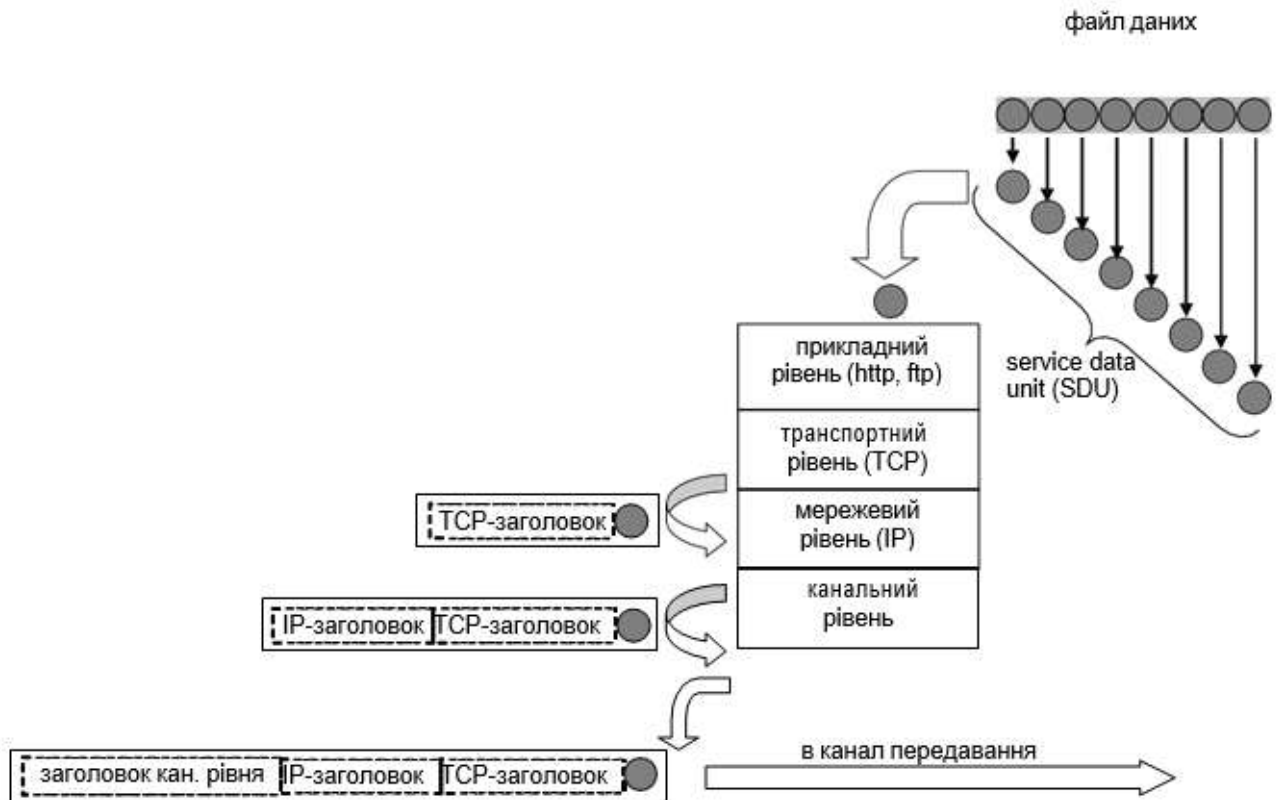 файл даних
прикладний
рівень (http, ftp)
service data
unit (SDU)
транспортний
рівень (TCP)
TCP-заголовок
мережевий
рівень (IP)
канальний
рівень
IP-заголовок TCP-заголовок
в канал передавання
заголовок кан. рівня IP-заголовок TCP-заголовок